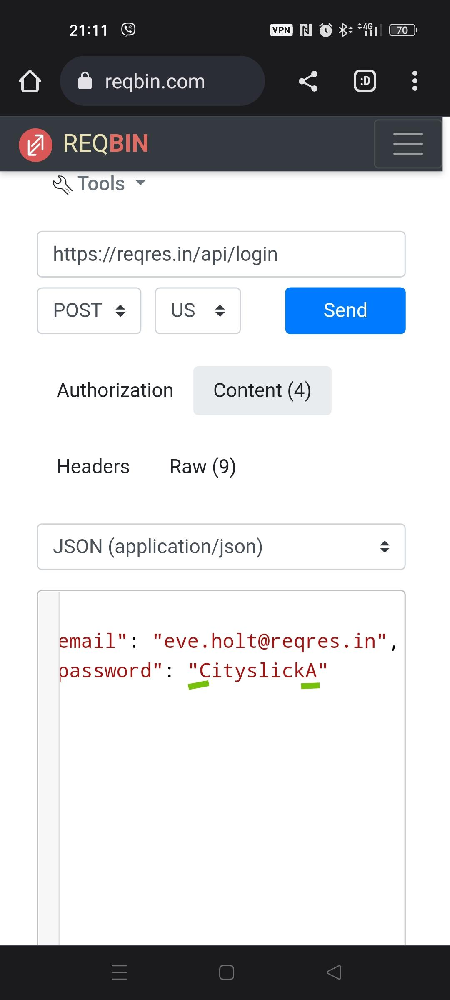 21:11 VPN 4G 70
reqbin.com :D
REQBIN
Tools
https://reqres.in/api/login
POST US Send
Authorization Content (4)
Headers Raw (9)
JSON (application/json)
email": "eve.holt@reqres.in",
password": "CityslickA"